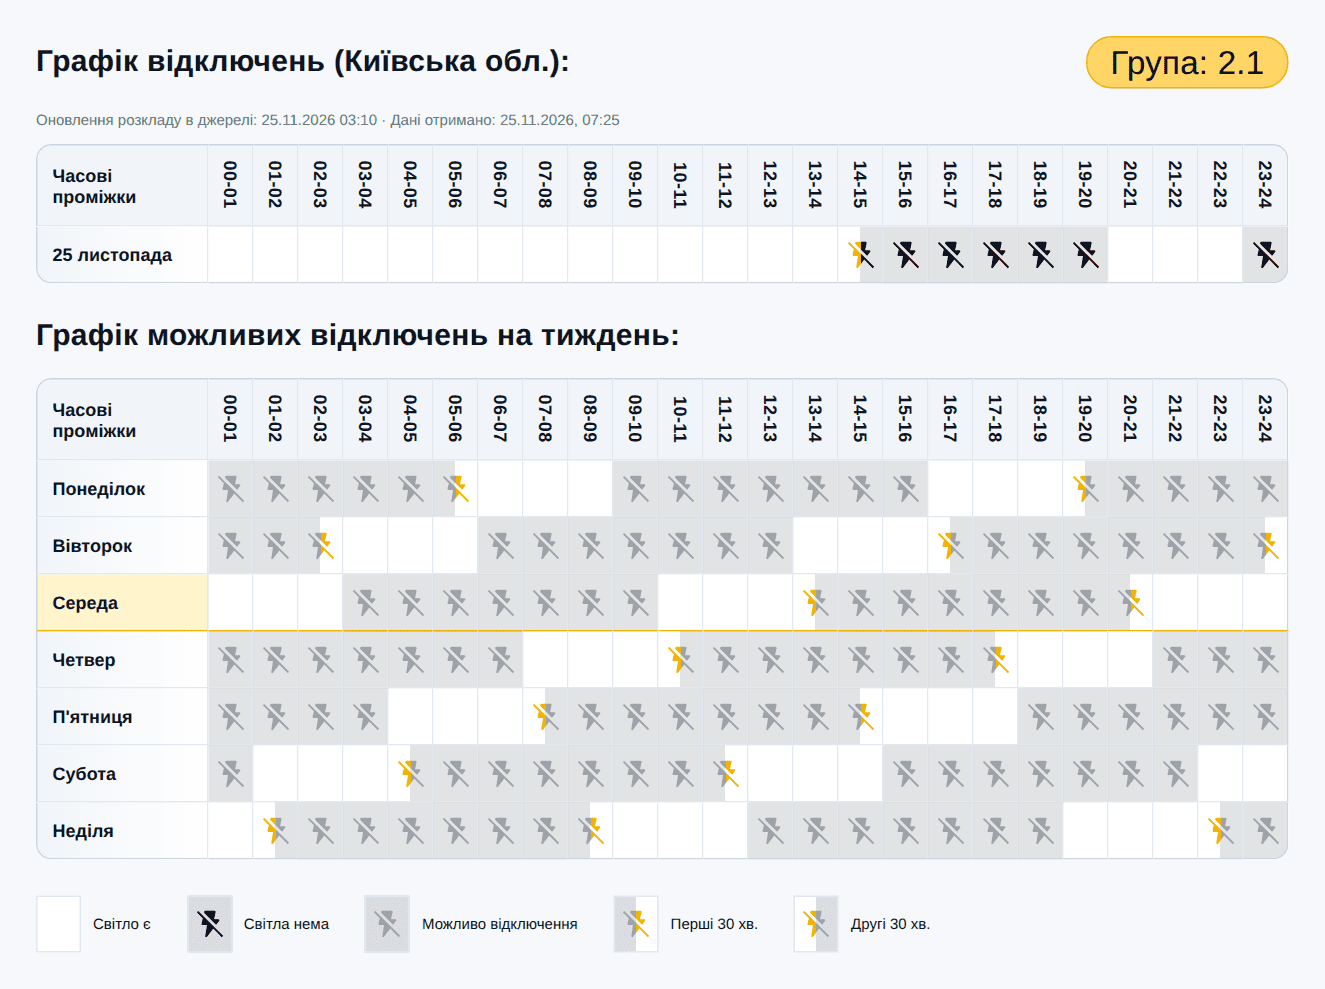 Графік відключень (Київська обл.):
Група: 2.1
Оновлення розкладу в джерелі: 25.11.2026 03:10 · Дані отримано: 25.11.2026, 07:25
Часові
проміжки
00-01 01-02 02-03 03-04 04-05 05-06 06-07 07-08 08-09 09-10 10-11 11-12 12-13 13-14 14-15 15-16 16-17 17-18 18-19 19-20 20-21 21-22 22-23 23-24
25 листопада
Графік можливих відключень на тиждень:
Часові
проміжки
00-01 01-02 02-03 03-04 04-05 05-06 06-07 07-08 08-09 09-10 10-11 11-12 12-13 13-14 14-15 15-16 16-17 17-18 18-19 19-20 20-21 21-22 22-23 23-24
Понеділок
Вівторок
Середа
Четвер
П'ятниця
Субота
Неділя
Світло є
Світла нема
Можливо відключення
Перші 30 хв.
Другі 30 хв.